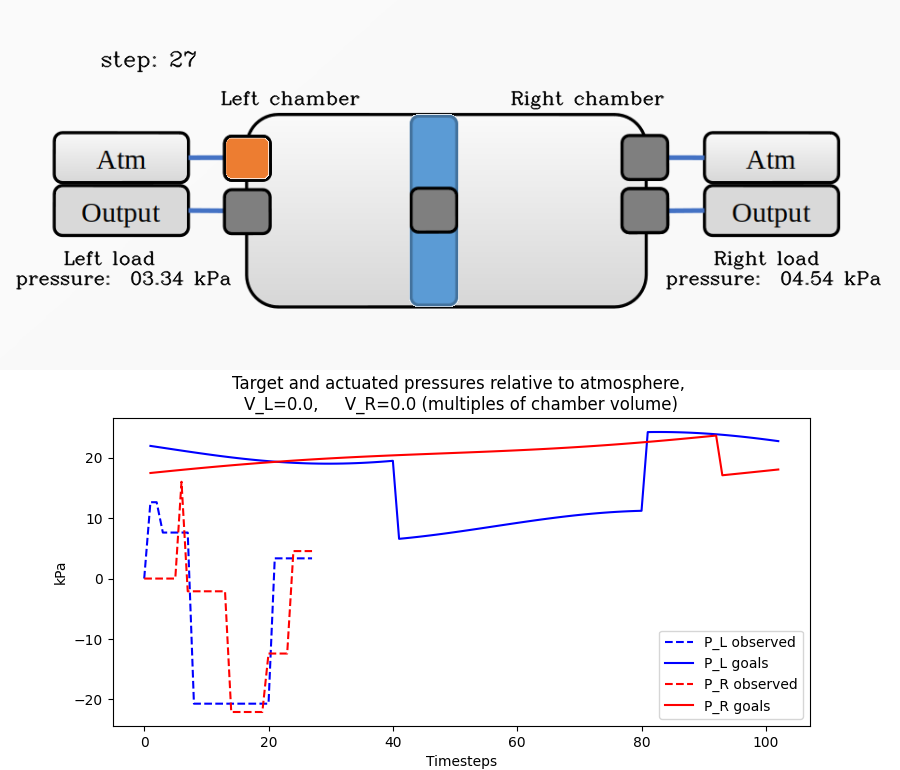 step: 27
Left chamber
Right chamber
Atm
Atm
Output
Output
Left load
pressure: 03.34 kPa
Right load
pressure: 04.54 kPa
Target and actuated pressures relative to atmosphere,
V_L=0.0, V_R=0.0 (multiples of chamber volume)
kPa
20
10
0
−10
−20
0
20
40
60
80
100
Timesteps
P_L observed
P_L goals
P_R observed
P_R goals